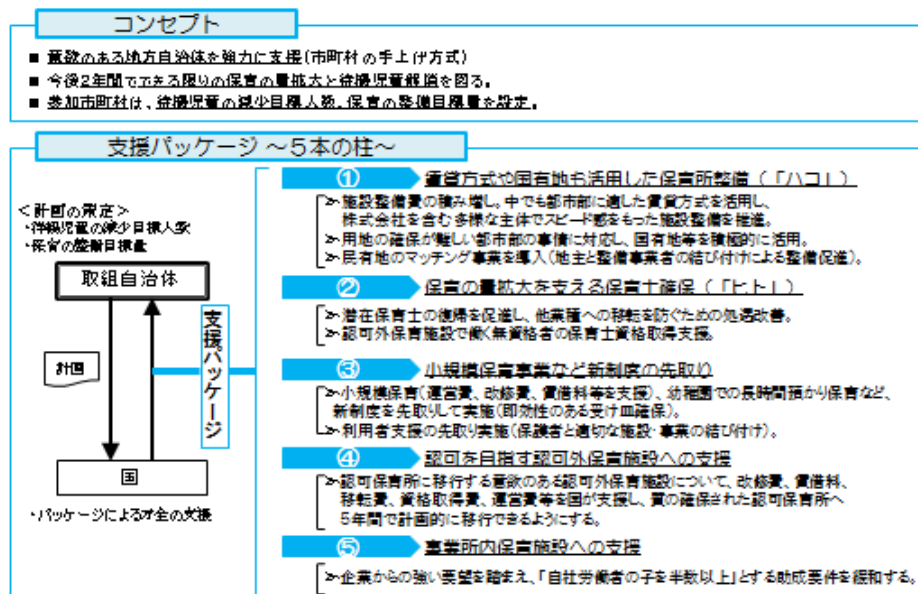 コンセプト
■ 意欲のある地方自治体を強力に支援(市町村の手上げ方式)
■ 今後2年間でできる限りの保育の量拡大と待機児童解消を図る。
■ 参加市町村は、待機児童の減少目標人数、保育の整備目標量を設定。
支援パッケージ ～5本の柱～
＜計画の策定＞
・待機児童の減少目標人数
・保育の整備目標量
取組自治体
計画
支援パッケージ
国
・パッケージによる万全の支援
① 賃貸方式や国有地も活用した保育所整備(「ハコ」)
➢施設整備費の積み増し。中でも都市部に適した賃貸方式を活用し、
株式会社を含む多様な主体でスピード感をもった施設整備を推進。
➢用地の確保が難しい都市部の事情に対応し、国有地等を積極的に活用。
➢民有地のマッチング事業を導入(地主と整備事業者の結び付けによる整備促進)。
② 保育の量拡大を支える保育士確保(「ヒト」)
➢潜在保育士の復帰を促進し、他業種への移転を防ぐための処遇改善。
➢認可外保育施設で働く無資格者の保育士資格取得支援。
③ 小規模保育事業など新制度の先取り
➢小規模保育(運営費、改修費、賃借料等を支援)、幼稚園での長時間預かり保育など、
新制度を先取りして実施(即効性のある受け皿確保)。
➢利用者支援の先取り実施(保護者と適切な施設・事業の結び付け)。
④ 認可を目指す認可外保育施設への支援
➢認可保育所に移行する意欲のある認可外保育施設について、改修費、賃借料、
移転費、資格取得費、運営費等を国が支援し、質の確保された認可保育所へ
5年間で計画的に移行できるようにする。
⑤ 事業所内保育施設への支援
➢企業からの強い要望を踏まえ、「自社労働者の子を半数以上」とする助成要件を緩和する。